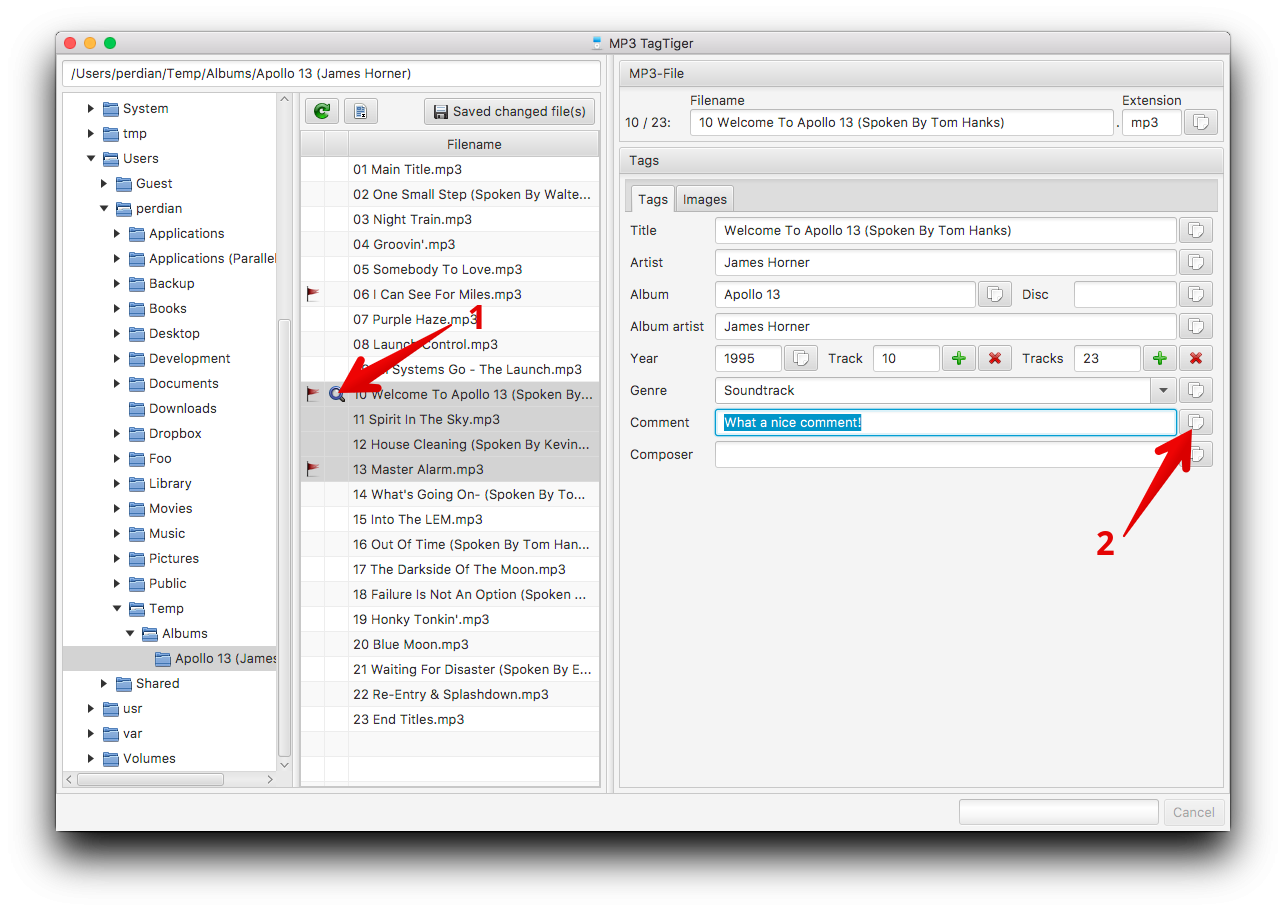 MP3 TagTiger
/Users/perdian/Temp/Albums/Apollo 13 (James Horner)
System
tmp
Users
Guest
perdian
Applications
Applications (Parallel
Backup
Books
Desktop
Development
Documents
Downloads
Dropbox
Foo
Library
Movies
Music
Pictures
Public
Temp
Albums
Apollo 13 (James
Shared
usr
var
Volumes
Saved changed file(s)
Filename
01 Main Title.mp3
02 One Small Step (Spoken By Walte...
03 Night Train.mp3
04 Groovin'.mp3
05 Somebody To Love.mp3
06 I Can See For Miles.mp3
07 Purple Haze.mp3
1
08 Launch Control.mp3
Systems Go - The Launch.mp3
10 Welcome To Apollo 13 (Spoken By...
11 Spirit In The Sky.mp3
12 House Cleaning (Spoken By Kevin...
13 Master Alarm.mp3
14 What's Going On- (Spoken By To...
15 Into The LEM.mp3
16 Out Of Time (Spoken By Tom Han...
17 The Darkside Of The Moon.mp3
18 Failure Is Not An Option (Spoken ...
19 Honky Tonkin'.mp3
20 Blue Moon.mp3
21 Waiting For Disaster (Spoken By E...
22 Re-Entry & Splashdown.mp3
23 End Titles.mp3
MP3-File
Filename Extension
10 / 23: 10 Welcome To Apollo 13 (Spoken By Tom Hanks) . mp3
Tags
Tags Images
Title Welcome To Apollo 13 (Spoken By Tom Hanks)
Artist James Horner
Album Apollo 13 Disc
Album artist James Horner
Year 1995 Track 10 Tracks 23
Genre Soundtrack
Comment What a nice comment!
Composer
2
Cancel